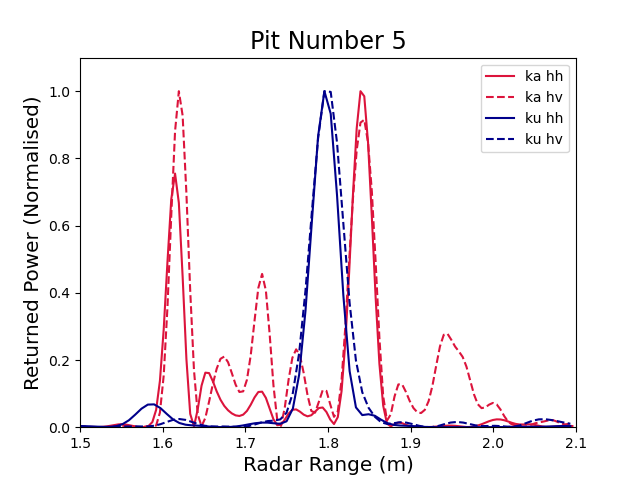 Pit Number 5
ka hh
ka hv
ku hh
ku hv
Returned Power (Normalised)
1.0
0.8
0.6
0.4
0.2
0.0
1.5 1.6 1.7 1.8 1.9 2.0 2.1
Radar Range (m)